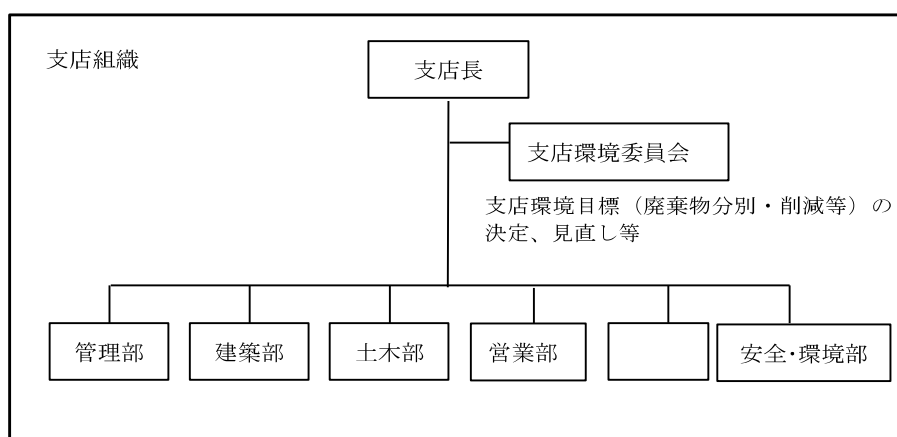 支店組織
支店長
支店環境委員会
支店環境目標（廃棄物分別・削減等）の
決定、見直し等
管理部
建築部
土木部
営業部
安全・環境部